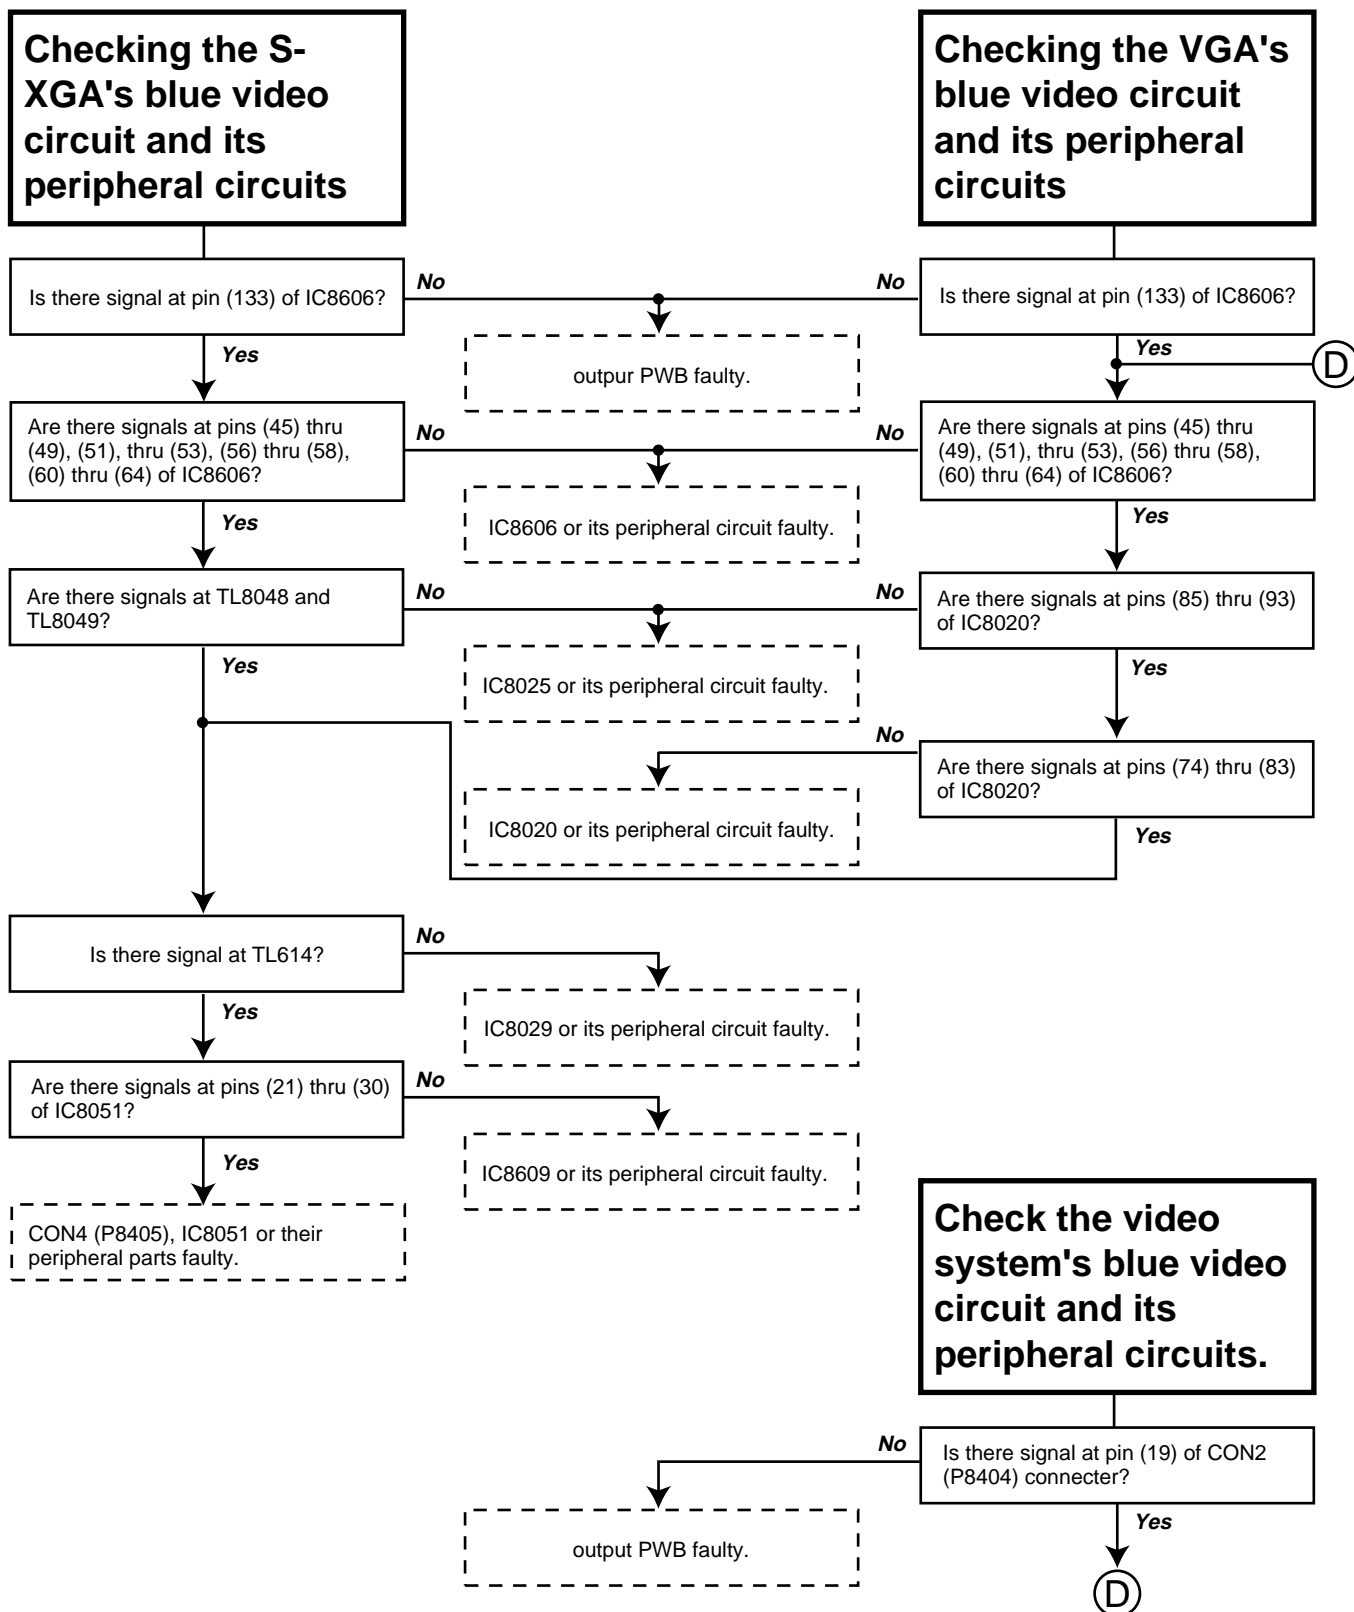 Checking the S-
XGA's blue video
circuit and its
peripheral circuits
Checking the VGA's
blue video circuit
and its peripheral
circuits
Is there signal at pin (133) of IC8606?
No
No
Is there signal at pin (133) of IC8606?
Yes
outpur PWB faulty.
Yes
D
Are there signals at pins (45) thru
(49), (51), thru (53), (56) thru (58),
(60) thru (64) of IC8606?
No
No
Are there signals at pins (45) thru
(49), (51), thru (53), (56) thru (58),
(60) thru (64) of IC8606?
Yes
IC8606 or its peripheral circuit faulty.
Yes
Are there signals at TL8048 and
TL8049?
No
No
Are there signals at pins (85) thru (93)
of IC8020?
Yes
IC8025 or its peripheral circuit faulty.
Yes
No
Are there signals at pins (74) thru (83)
of IC8020?
IC8020 or its peripheral circuit faulty.
Yes
Is there signal at TL614?
No
Yes
IC8029 or its peripheral circuit faulty.
Are there signals at pins (21) thru (30)
of IC8051?
No
Yes
IC8609 or its peripheral circuit faulty.
CON4 (P8405), IC8051 or their
peripheral parts faulty.
Check the video
system's blue video
circuit and its
peripheral circuits.
No
Is there signal at pin (19) of CON2
(P8404) connecter?
Yes
output PWB faulty.
D